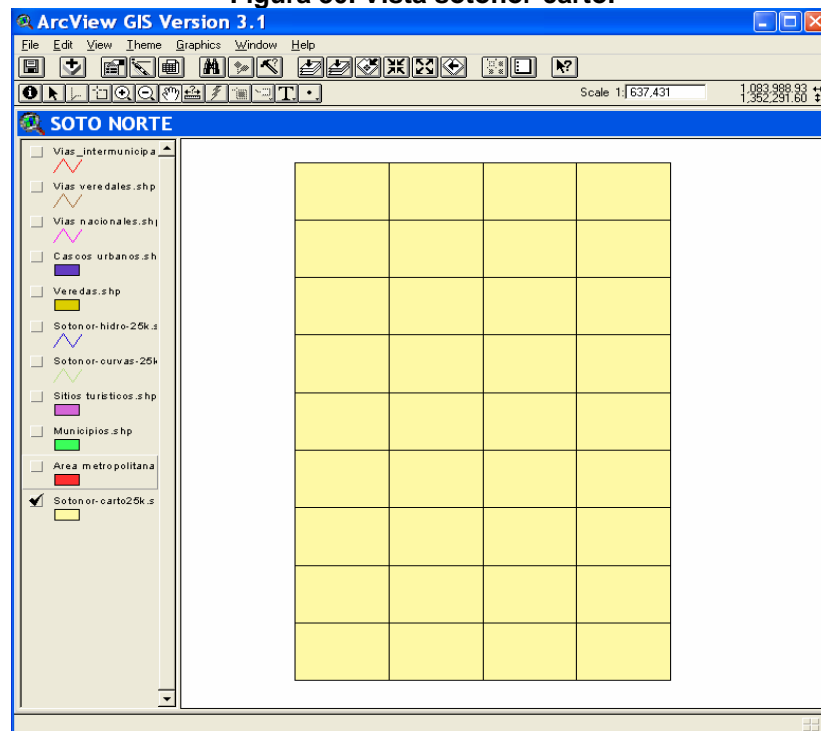 ArcView GIS Version 3.1
File Edit View Theme Graphics Window Help
Scale 1: 637,431
1,083,988.93
1,352,291.60
SOTO NORTE
Vias_intermunicipa
Vias veredales.shp
Vias nacionales.sh
Cascos urbanos.sh
Veredas.shp
Sotonor-hidro-25k.s
Sotonor-curvas-25k
Sitios turisticos.shp
Municipios.shp
Area metropolitana
Sotonor-carto25k.s